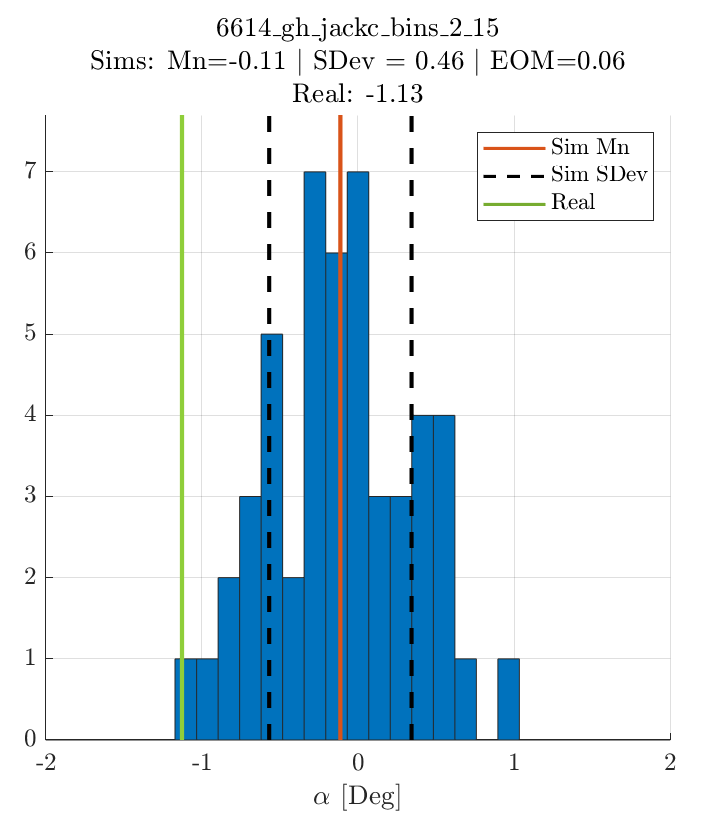 6614_gh_jackc_bins_2_15
Sims: Mn=-0.11 | SDev = 0.46 | EOM=0.06
Real: -1.13
Sim Mn
Sim SDev
Real
7
6
5
4
3
2
1
0
-2 -1 0 1 2
α [Deg]